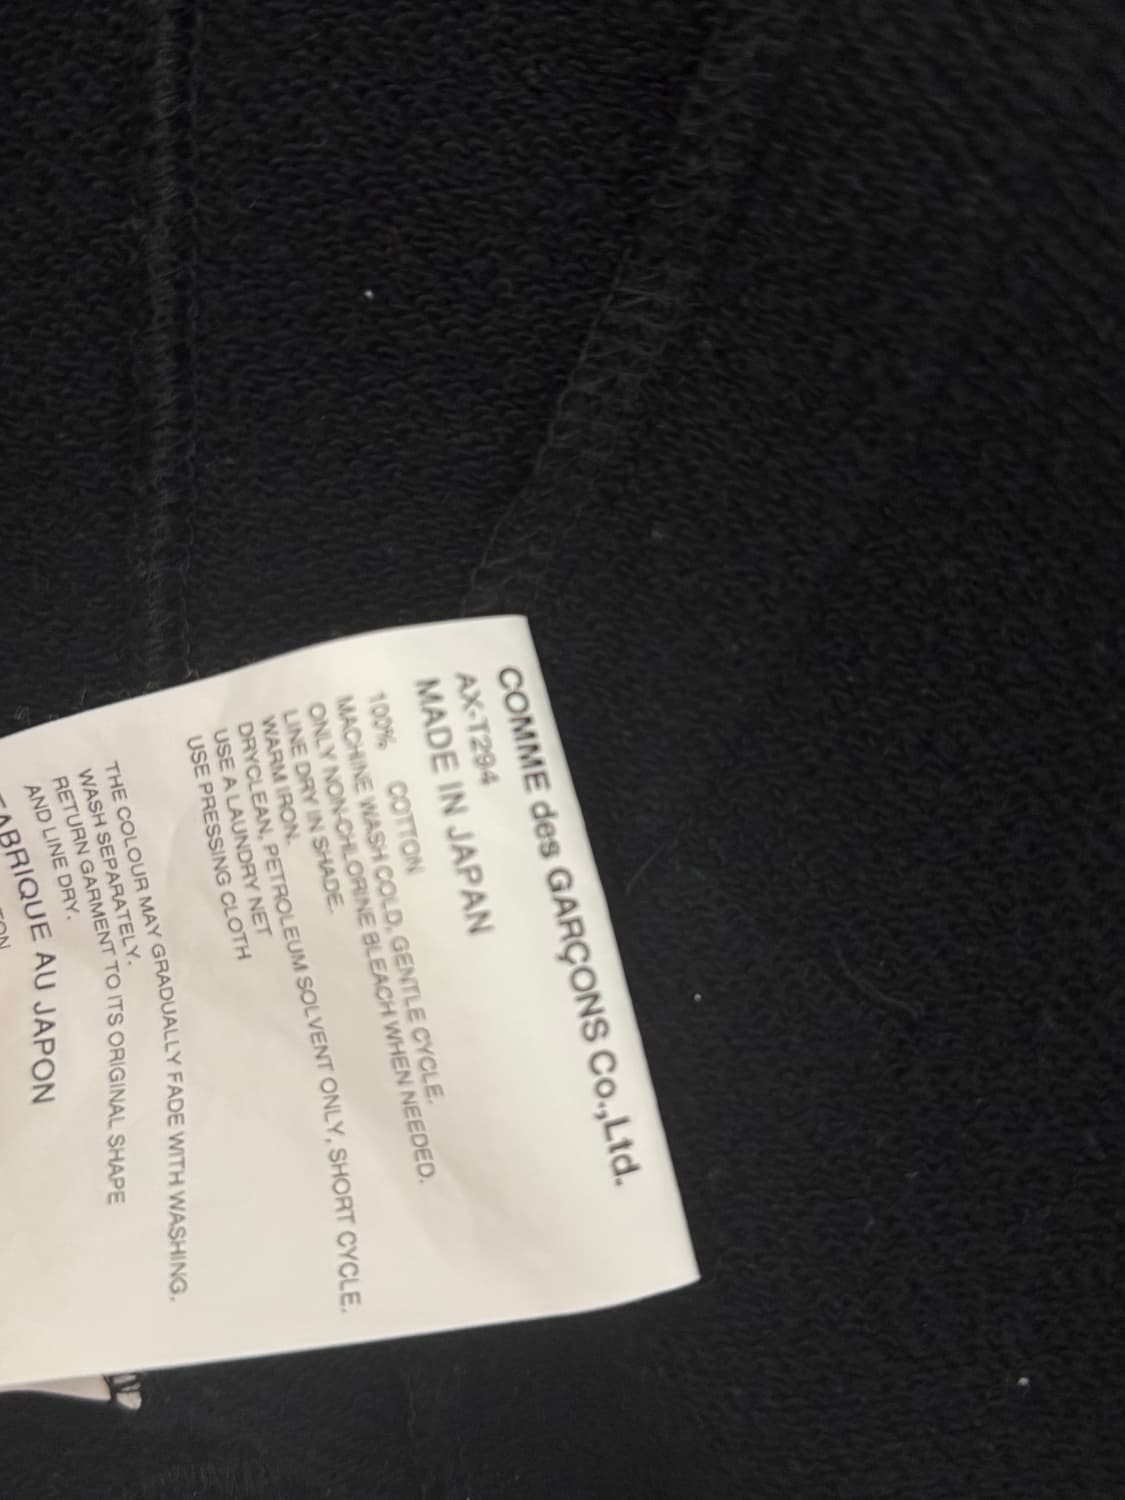 COMME des GARÇONS Co.,Ltd.
AX-T294
MADE IN JAPAN
100% COTTON
MACHINE WASH COLD, GENTLE CYCLE.
ONLY NON-CHLORINE BLEACH WHEN NEEDED.
LINE DRY IN SHADE.
WARM IRON.
DRYCLEAN, PETROLEUM SOLVENT ONLY, SHORT CYCLE.
USE A LAUNDRY NET
USE PRESSING CLOTH
THE COLOUR MAY GRADUALLY FADE WITH WASHING.
WASH SEPARATELY.
RETURN GARMENT TO ITS ORIGINAL SHAPE
AND LINE DRY.
FABRIQUE AU JAPON